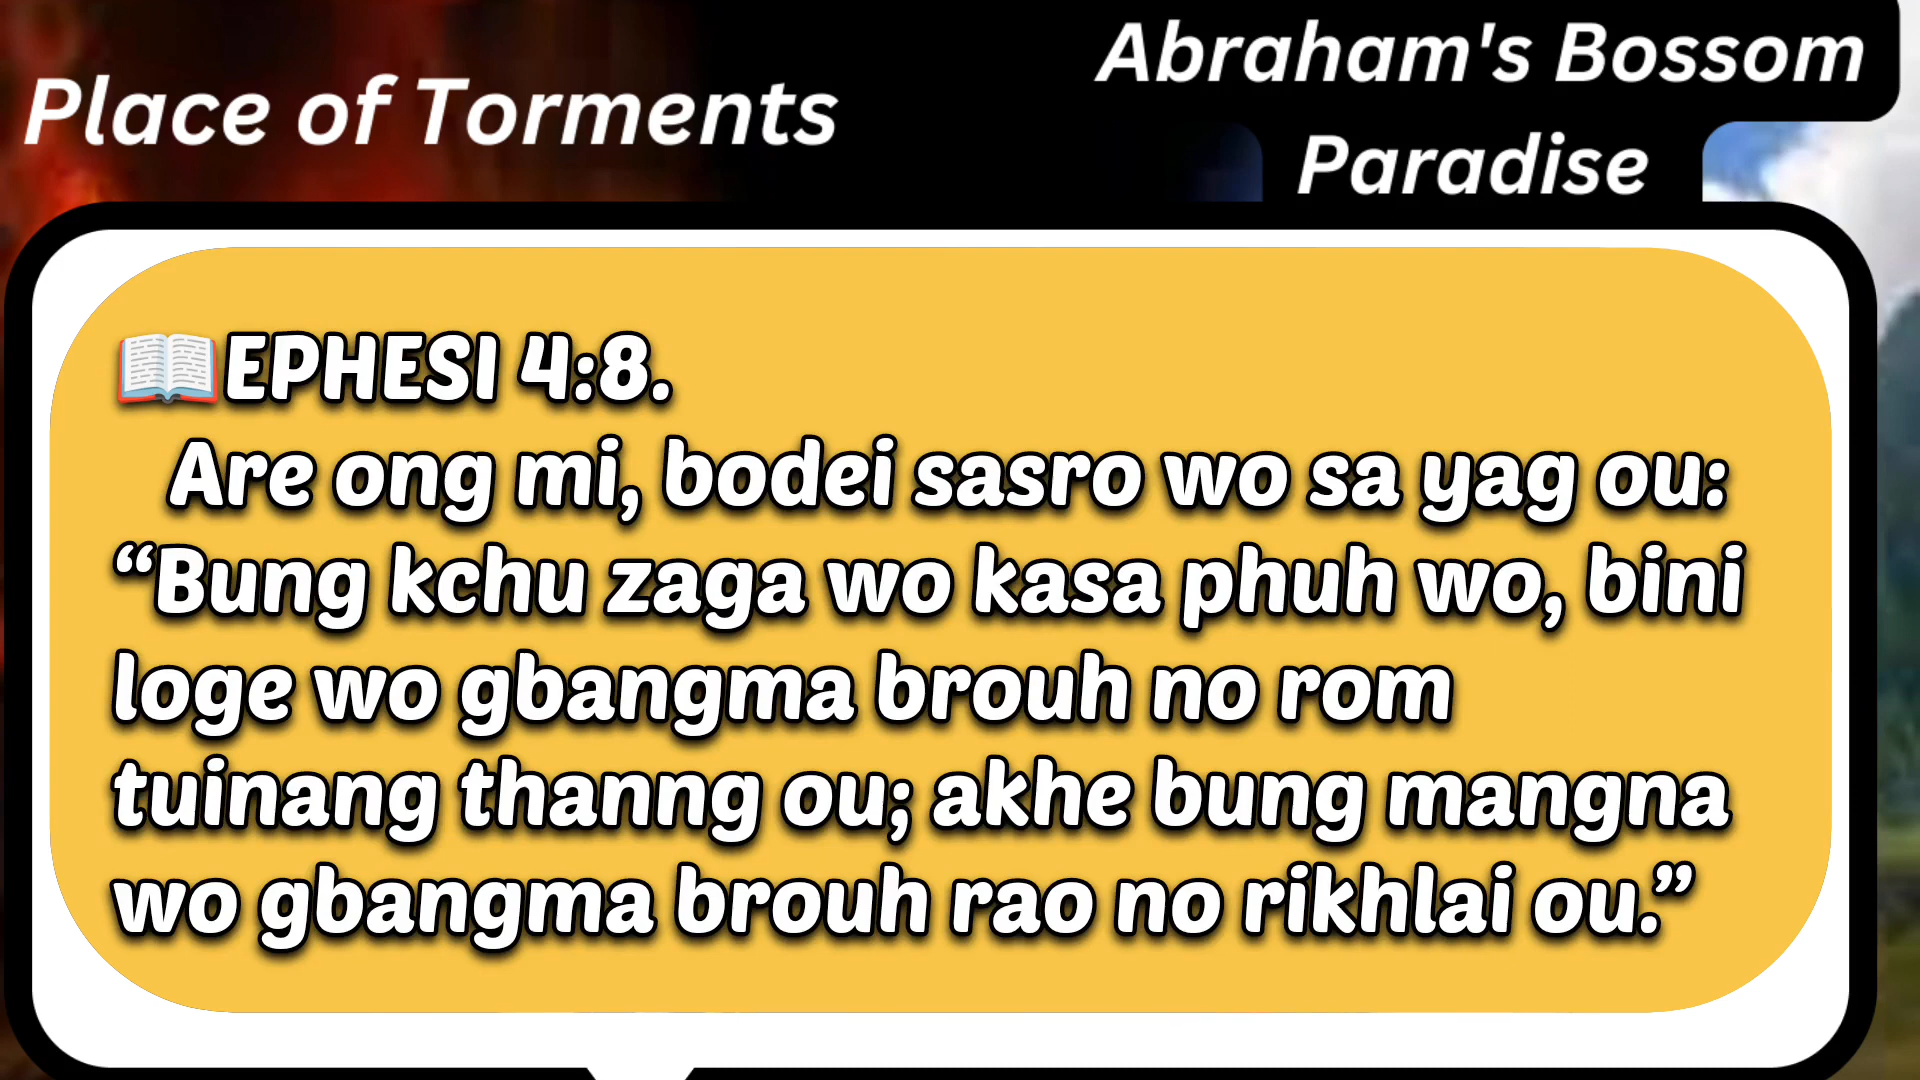 Place of Torments
Abraham's Bossom
Paradise
📖EPHESI 4:8.
Are ong mi, bodei sasro wo sa yag ou:
“Bung kchu zaga wo kasa phuh wo, bini
loge wo gbangma brouh no rom
tuinang thanng ou; akhe bung mangna
wo gbangma brouh rao no rikhlai ou.”